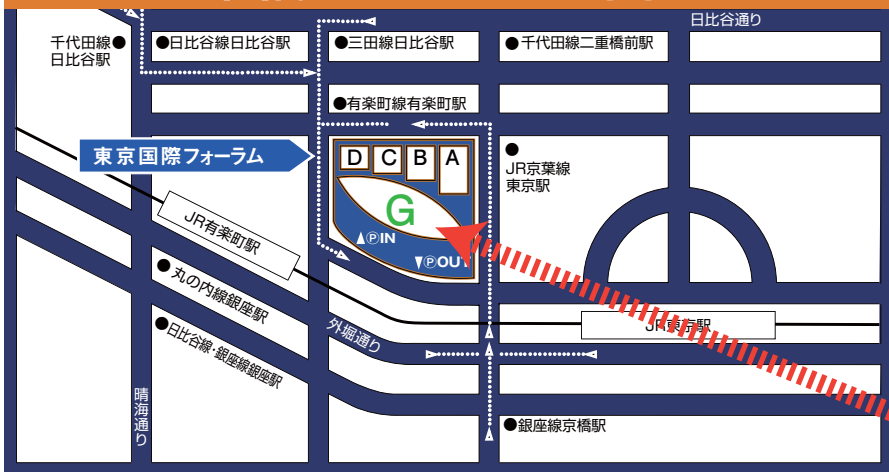 日比谷通り
千代田線●
日比谷駅
●日比谷線日比谷駅
●三田線日比谷駅
●千代田線二重橋前駅
●有楽町線有楽町駅
東京国際フォーラム
D C B A
G
▲ⓅIN
▼ⓅOUT
●
JR京葉線
東京駅
JR有楽町駅
●丸の内線銀座駅
●日比谷線・銀座線銀座駅
外堀通り
JR東京駅
晴海通り
●銀座線京橋駅